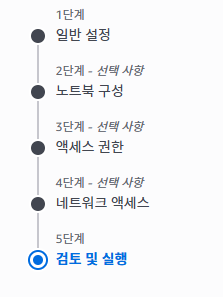 1단계
일반 설정
2단계 - 선택 사항
노트북 구성
3단계 - 선택 사항
액세스 권한
4단계 - 선택 사항
네트워크 액세스
5단계
검토 및 실행